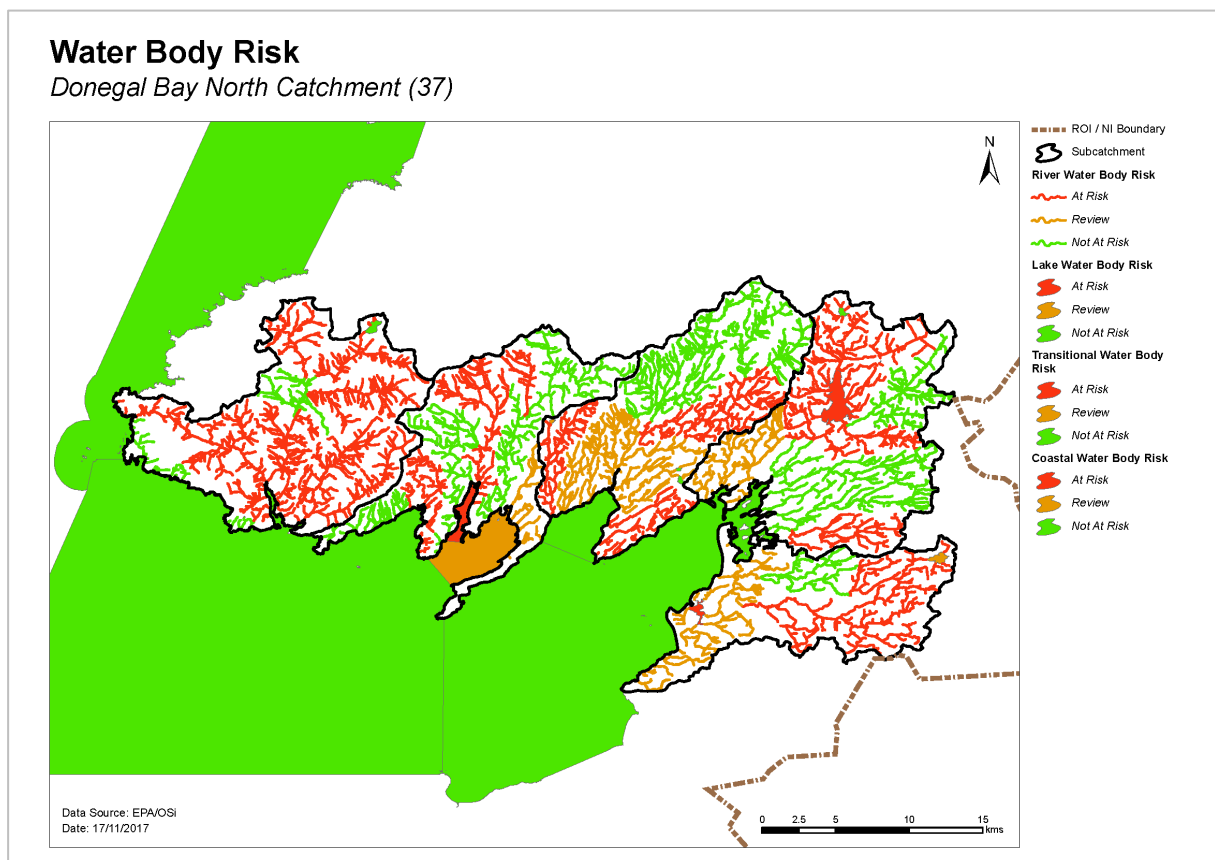 Water Body Risk
Donegal Bay North Catchment (37)
N
ROI / NI Boundary
Subcatchment
River Water Body Risk
At Risk
Review
Not At Risk
Lake Water Body Risk
At Risk
Review
Not At Risk
Transitional Water Body
Risk
At Risk
Review
Not At Risk
Coastal Water Body Risk
At Risk
Review
Not At Risk
Data Source: EPA/OSi
Date: 17/11/2017
0 2.5 5 10 15
kms